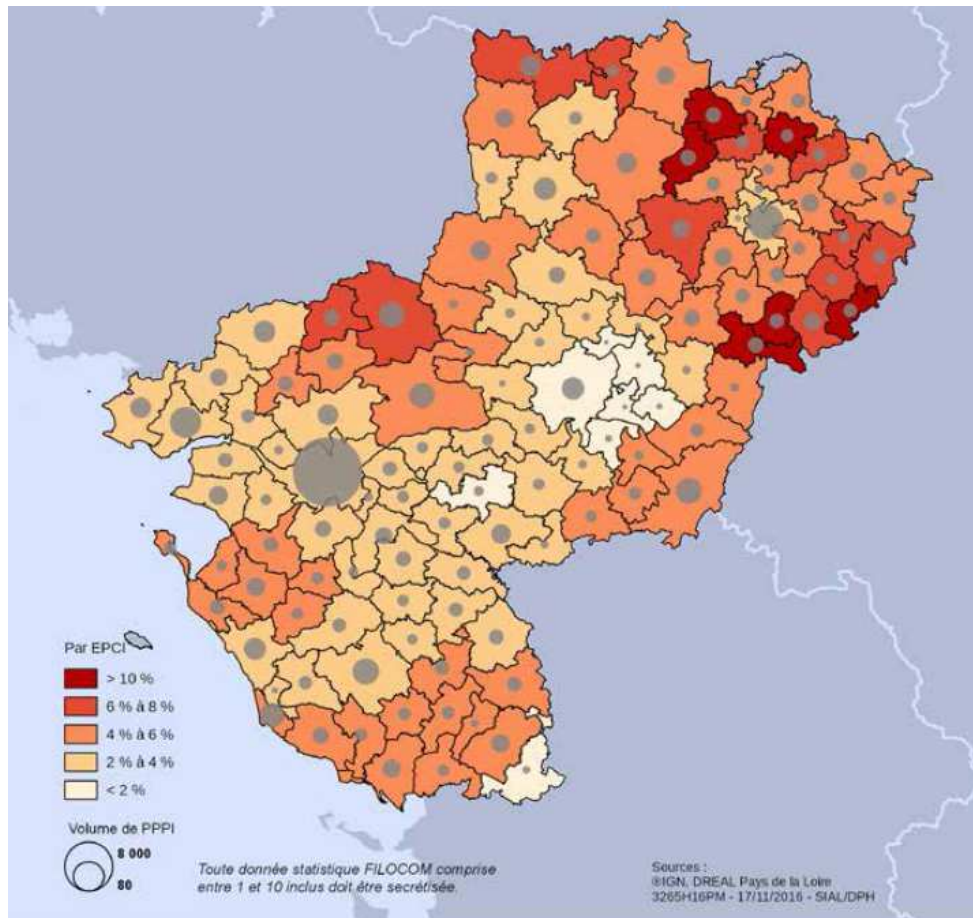 Par EPCI
> 10 %
6 % à 8 %
4 % à 6 %
2 % à 4 %
< 2 %
Volume de PPPI
8 000
80
Toute donnée statistique FILOCOM comprise
entre 1 et 10 inclus doit être secrétisée.
Sources :
®IGN, DREAL Pays de la Loire
3265H16PM - 17/11/2016 - SIAL/DPH